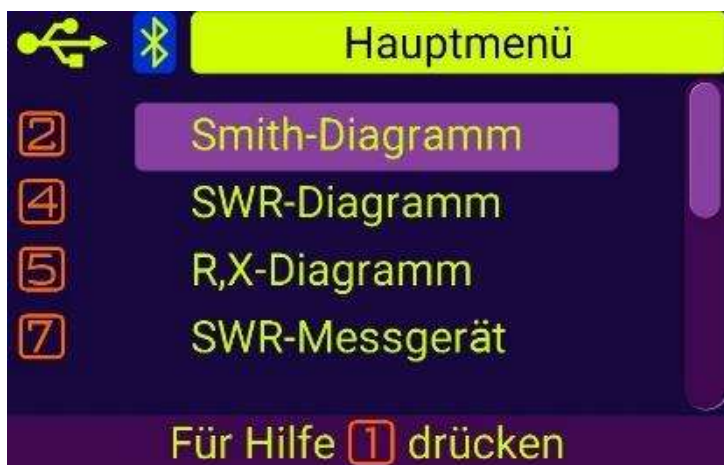 Hauptmenü
2 Smith-Diagramm
4 SWR-Diagramm
5 R,X-Diagramm
7 SWR-Messgerät
Für Hilfe 1 drücken